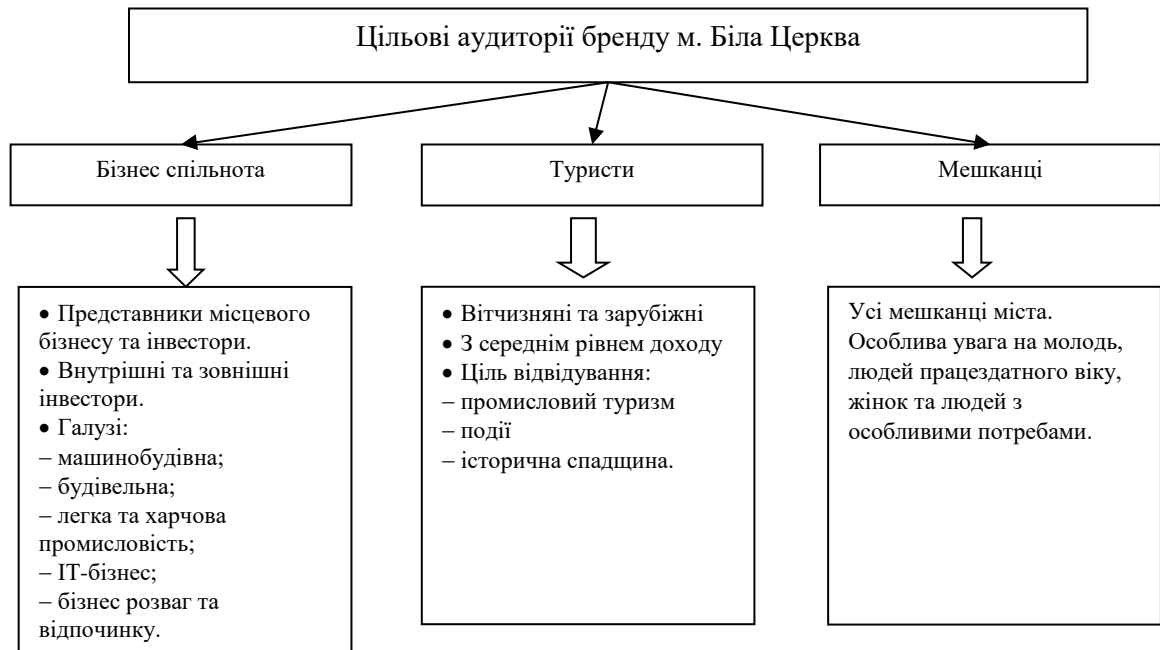 Цільові аудиторії бренду м. Біла Церква
Бізнес спільнота
Туристи
Мешканці
• Представники місцевого
бізнесу та інвестори.
• Внутрішні та зовнішні
інвестори.
• Галузі:
– машинобудівна;
– будівельна;
– легка та харчова
промисловість;
– ІТ-бізнес;
– бізнес розваг та
відпочинку.
• Вітчизняні та зарубіжні
• З середнім рівнем доходу
• Ціль відвідування:
– промисловий туризм
– події
– історична спадщина.
Усі мешканці міста.
Особлива увага на молодь,
людей працездатного віку,
жінок та людей з
особливими потребами.